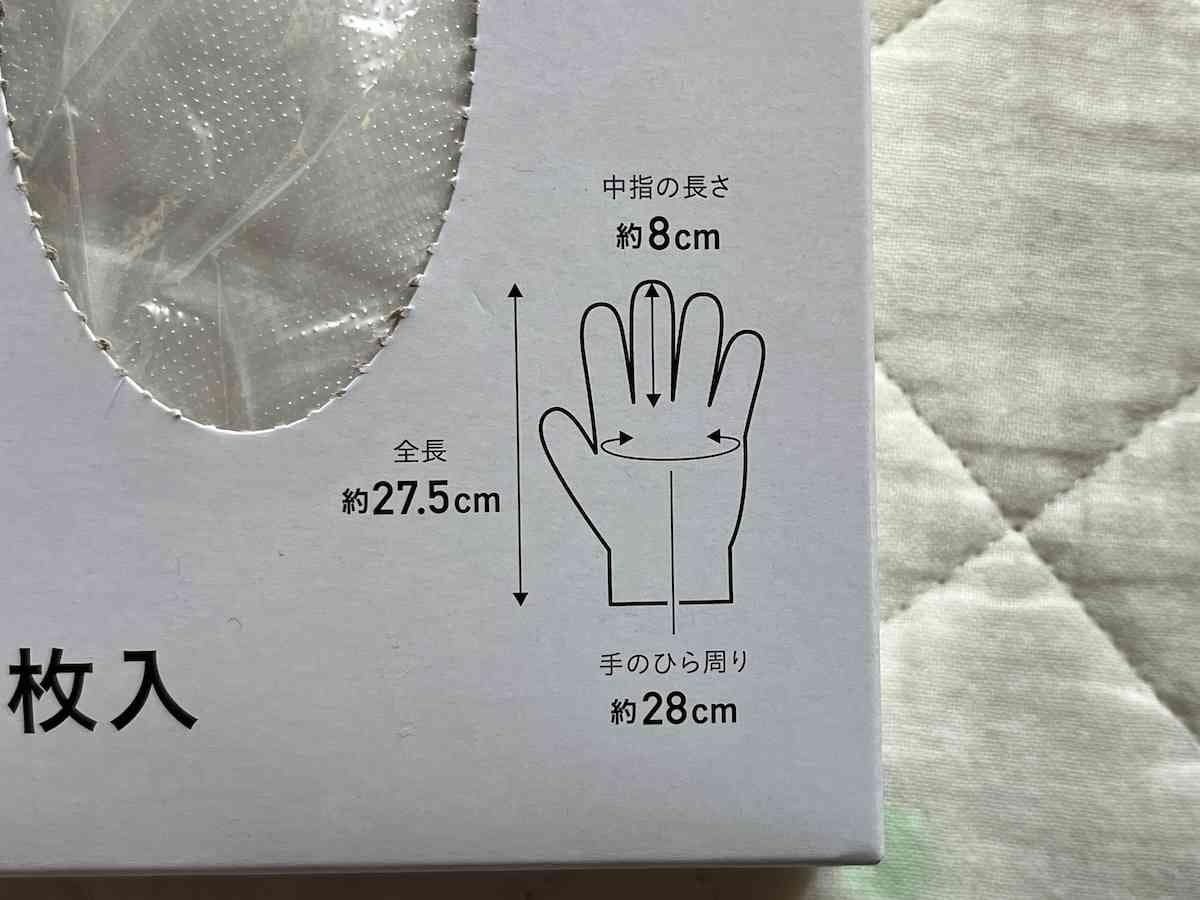 中指の長さ
約8cm
全長
約27.5cm
手のひら周り
約28cm
枚入